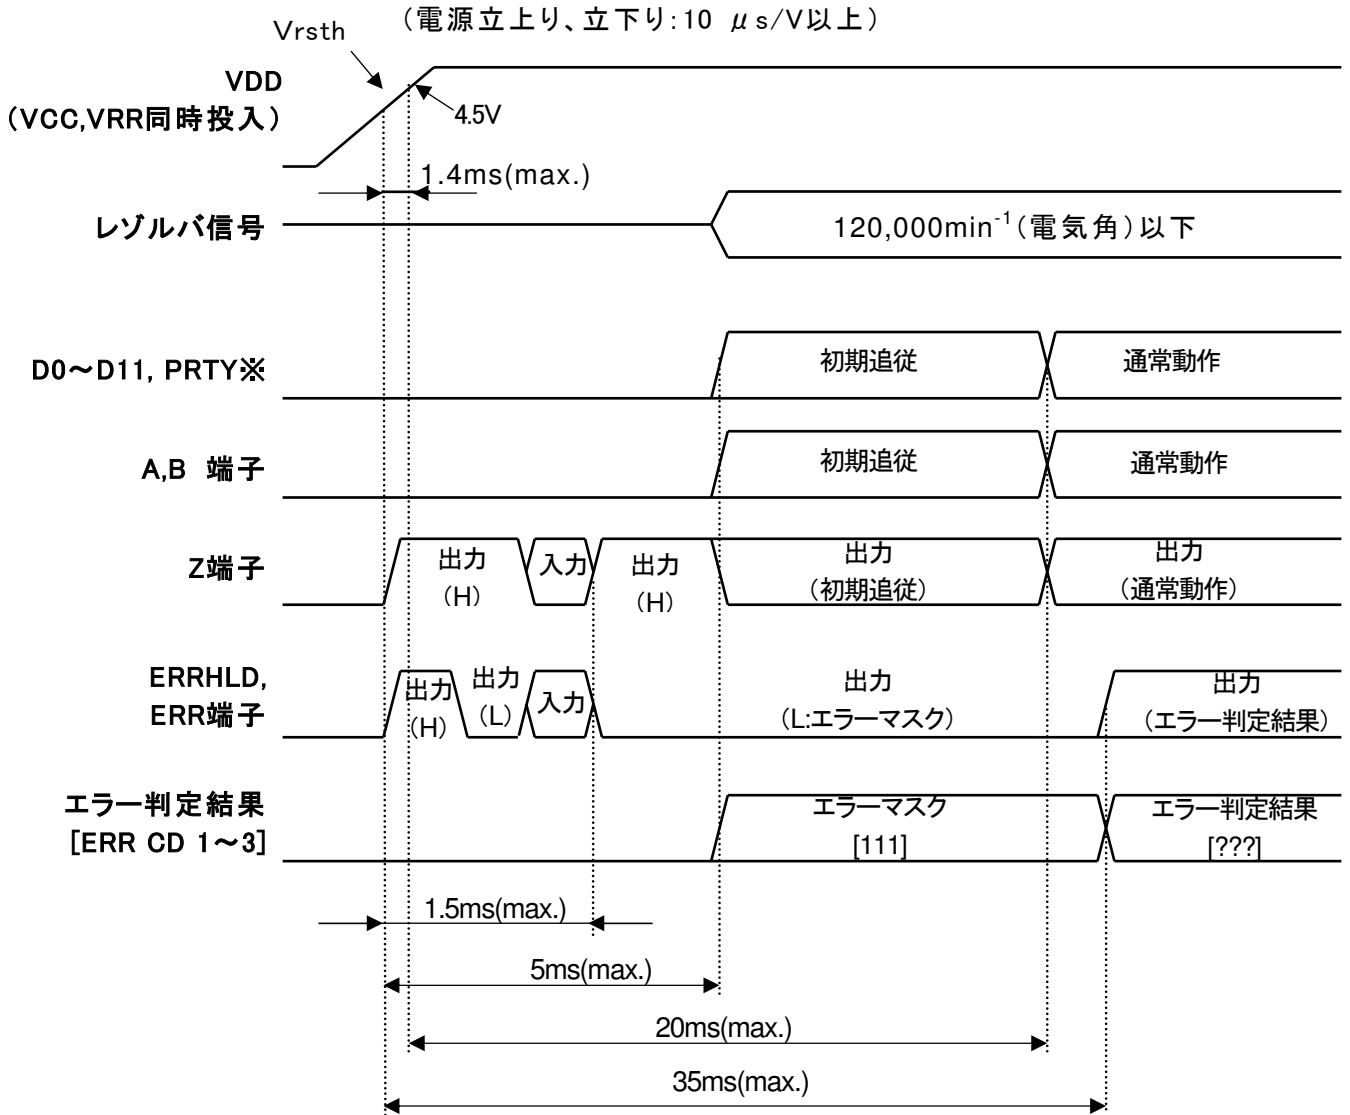 (電源立上り、立下り:10 μs/V以上)
Vrsth
VDD
(VCC,VRR同時投入)
4.5V
1.4ms(max.)
レゾルバ信号
120,000min-1(電気角)以下
D0~D11, PRTY※
初期追従
通常動作
A,B 端子
初期追従
通常動作
Z端子
出力
(H)
入力
出力
(H)
出力
(初期追従)
出力
(通常動作)
ERRHLD,
ERR端子
出力
(H)
出力
(L)
入力
出力
(L:エラーマスク)
出力
(エラー判定結果)
エラー判定結果
[ERR CD 1~3]
エラーマスク
[111]
エラー判定結果
[???]
1.5ms(max.)
5ms(max.)
20ms(max.)
35ms(max.)